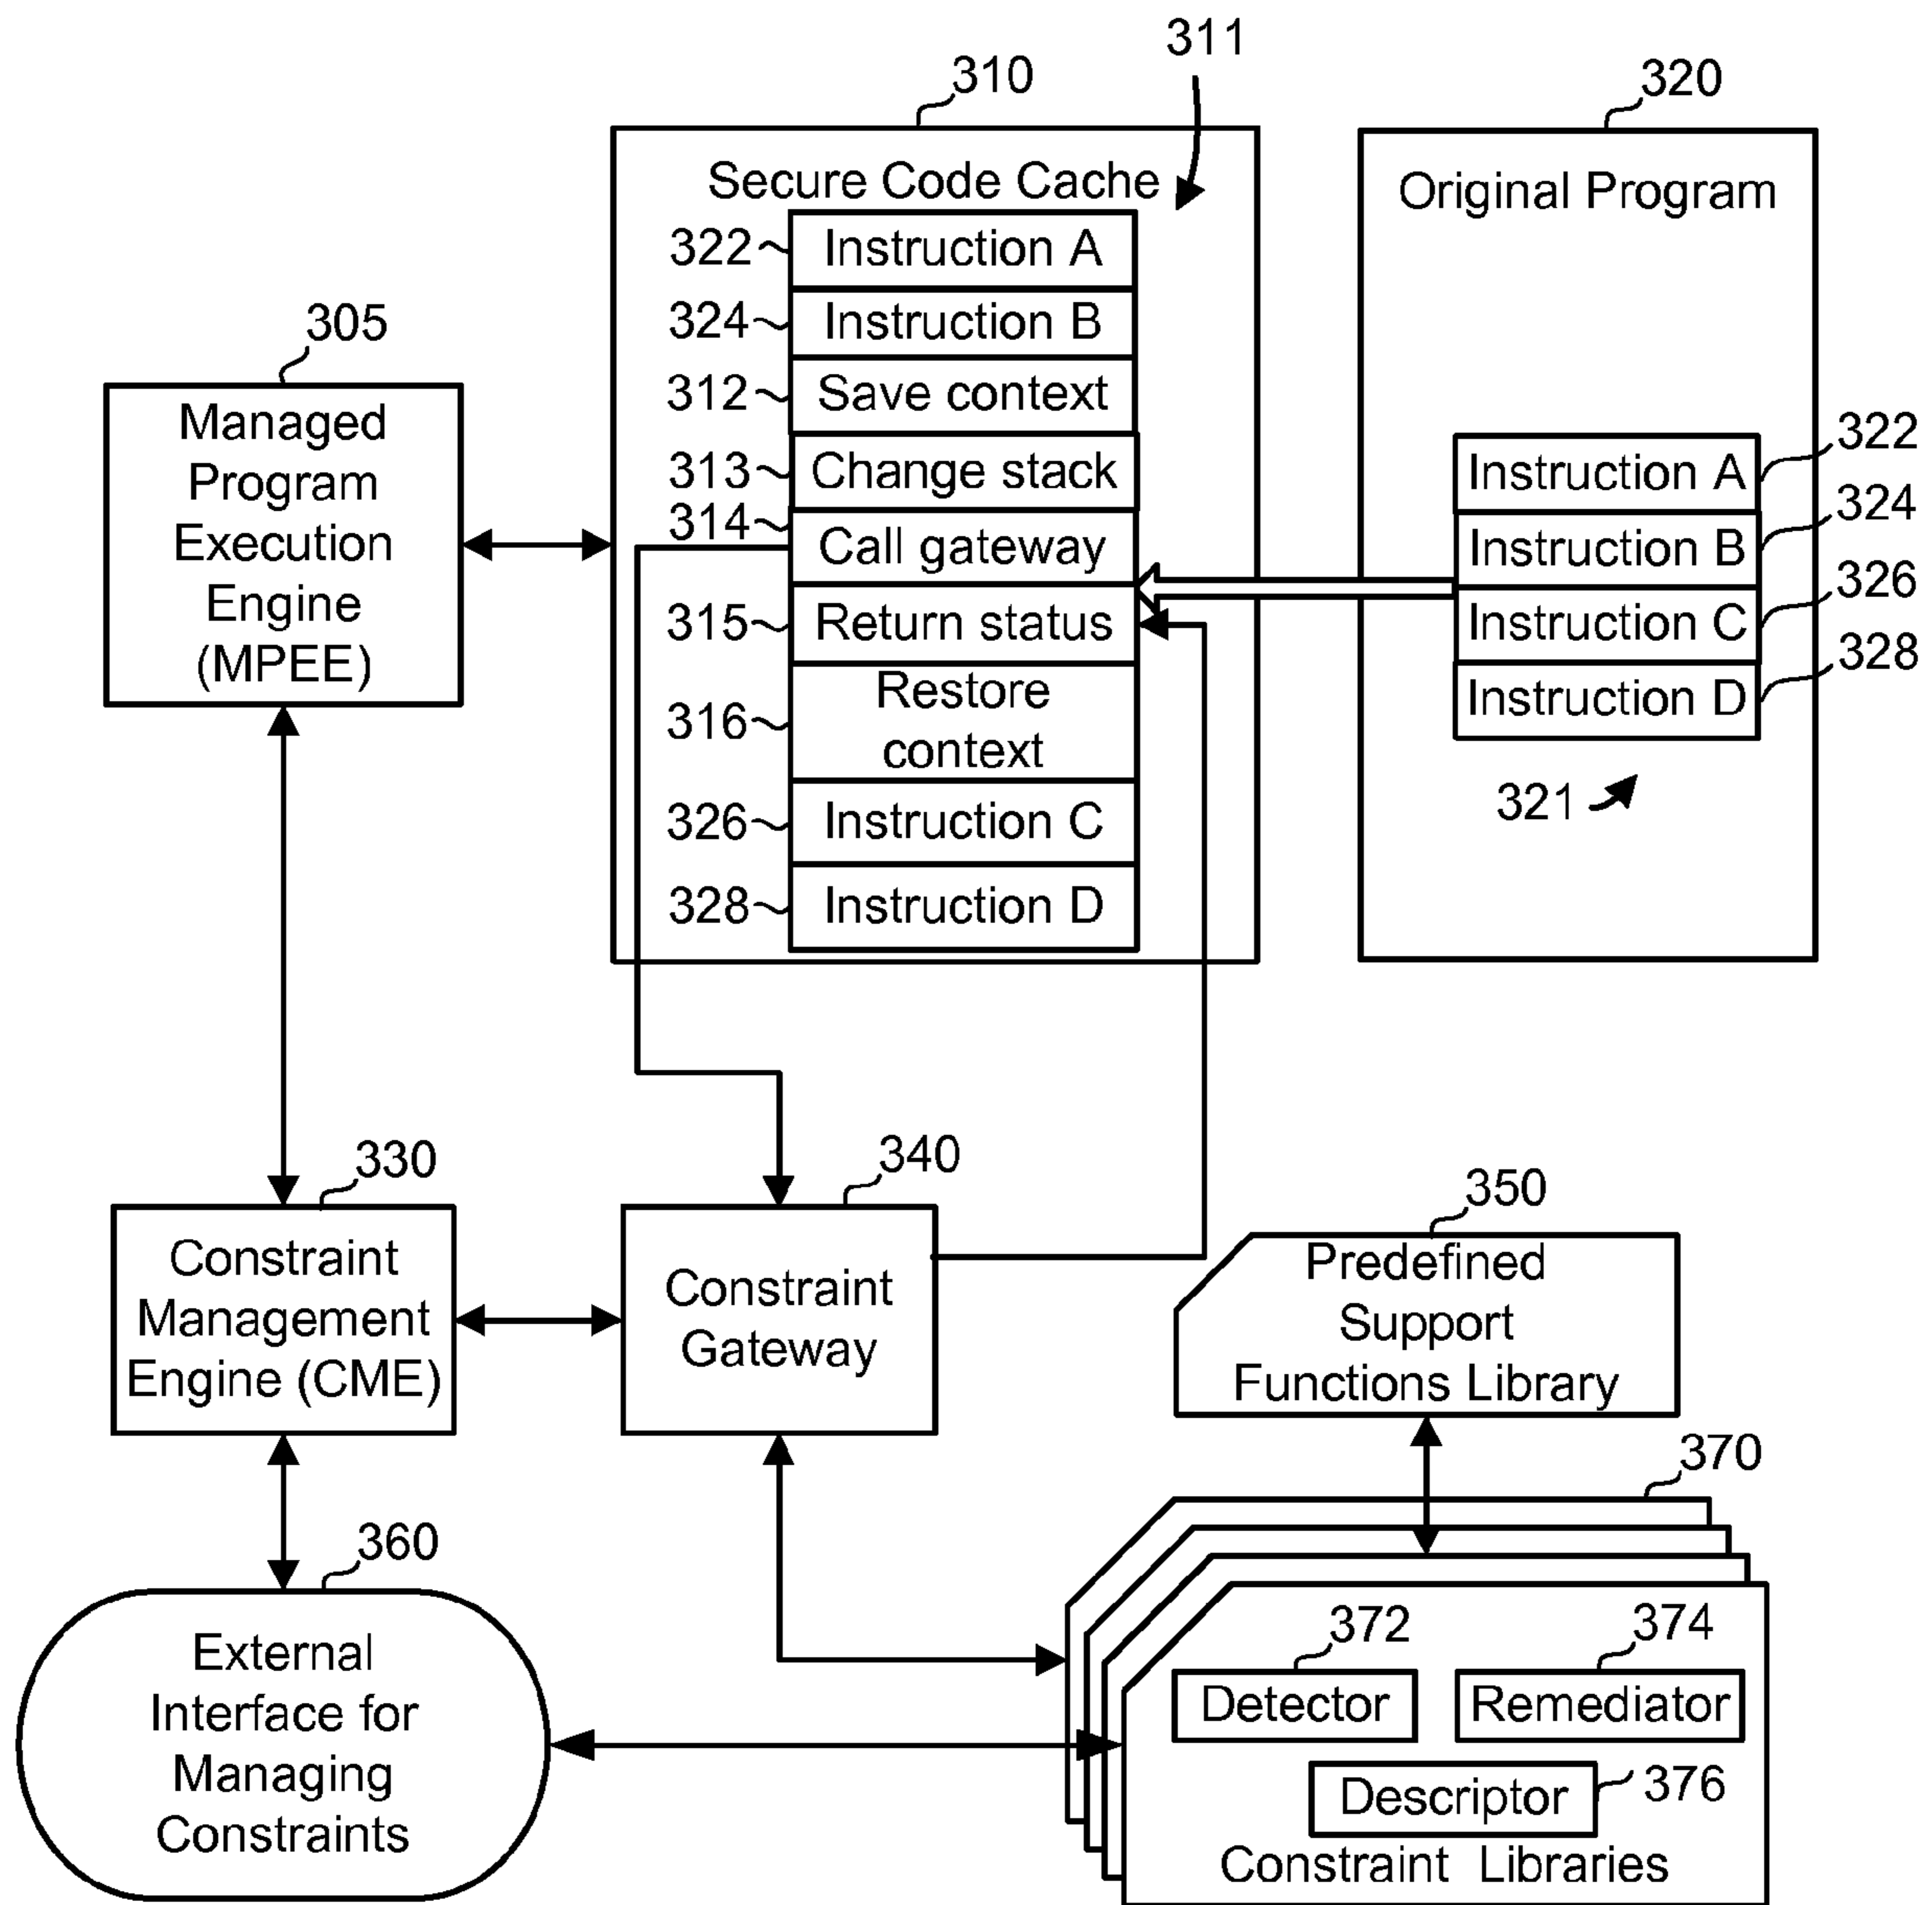 311
310
320
Secure Code Cache
Original Program
322
Instruction A
324
Instruction B
312
Save context
313
Change stack
314
Call gateway
315
Return status
316
Restore
context
326
Instruction C
328
Instruction D
305
Managed
Program
Execution
Engine
(MPEE)
Instruction A
322
Instruction B
324
Instruction C
326
Instruction D
328
321
330
Constraint
Management
Engine (CME)
340
Constraint
Gateway
350
Predefined
Support
Functions Library
360
External
Interface for
Managing
Constraints
370
372
Detector
374
Remediator
Descriptor
376
Constraint Libraries